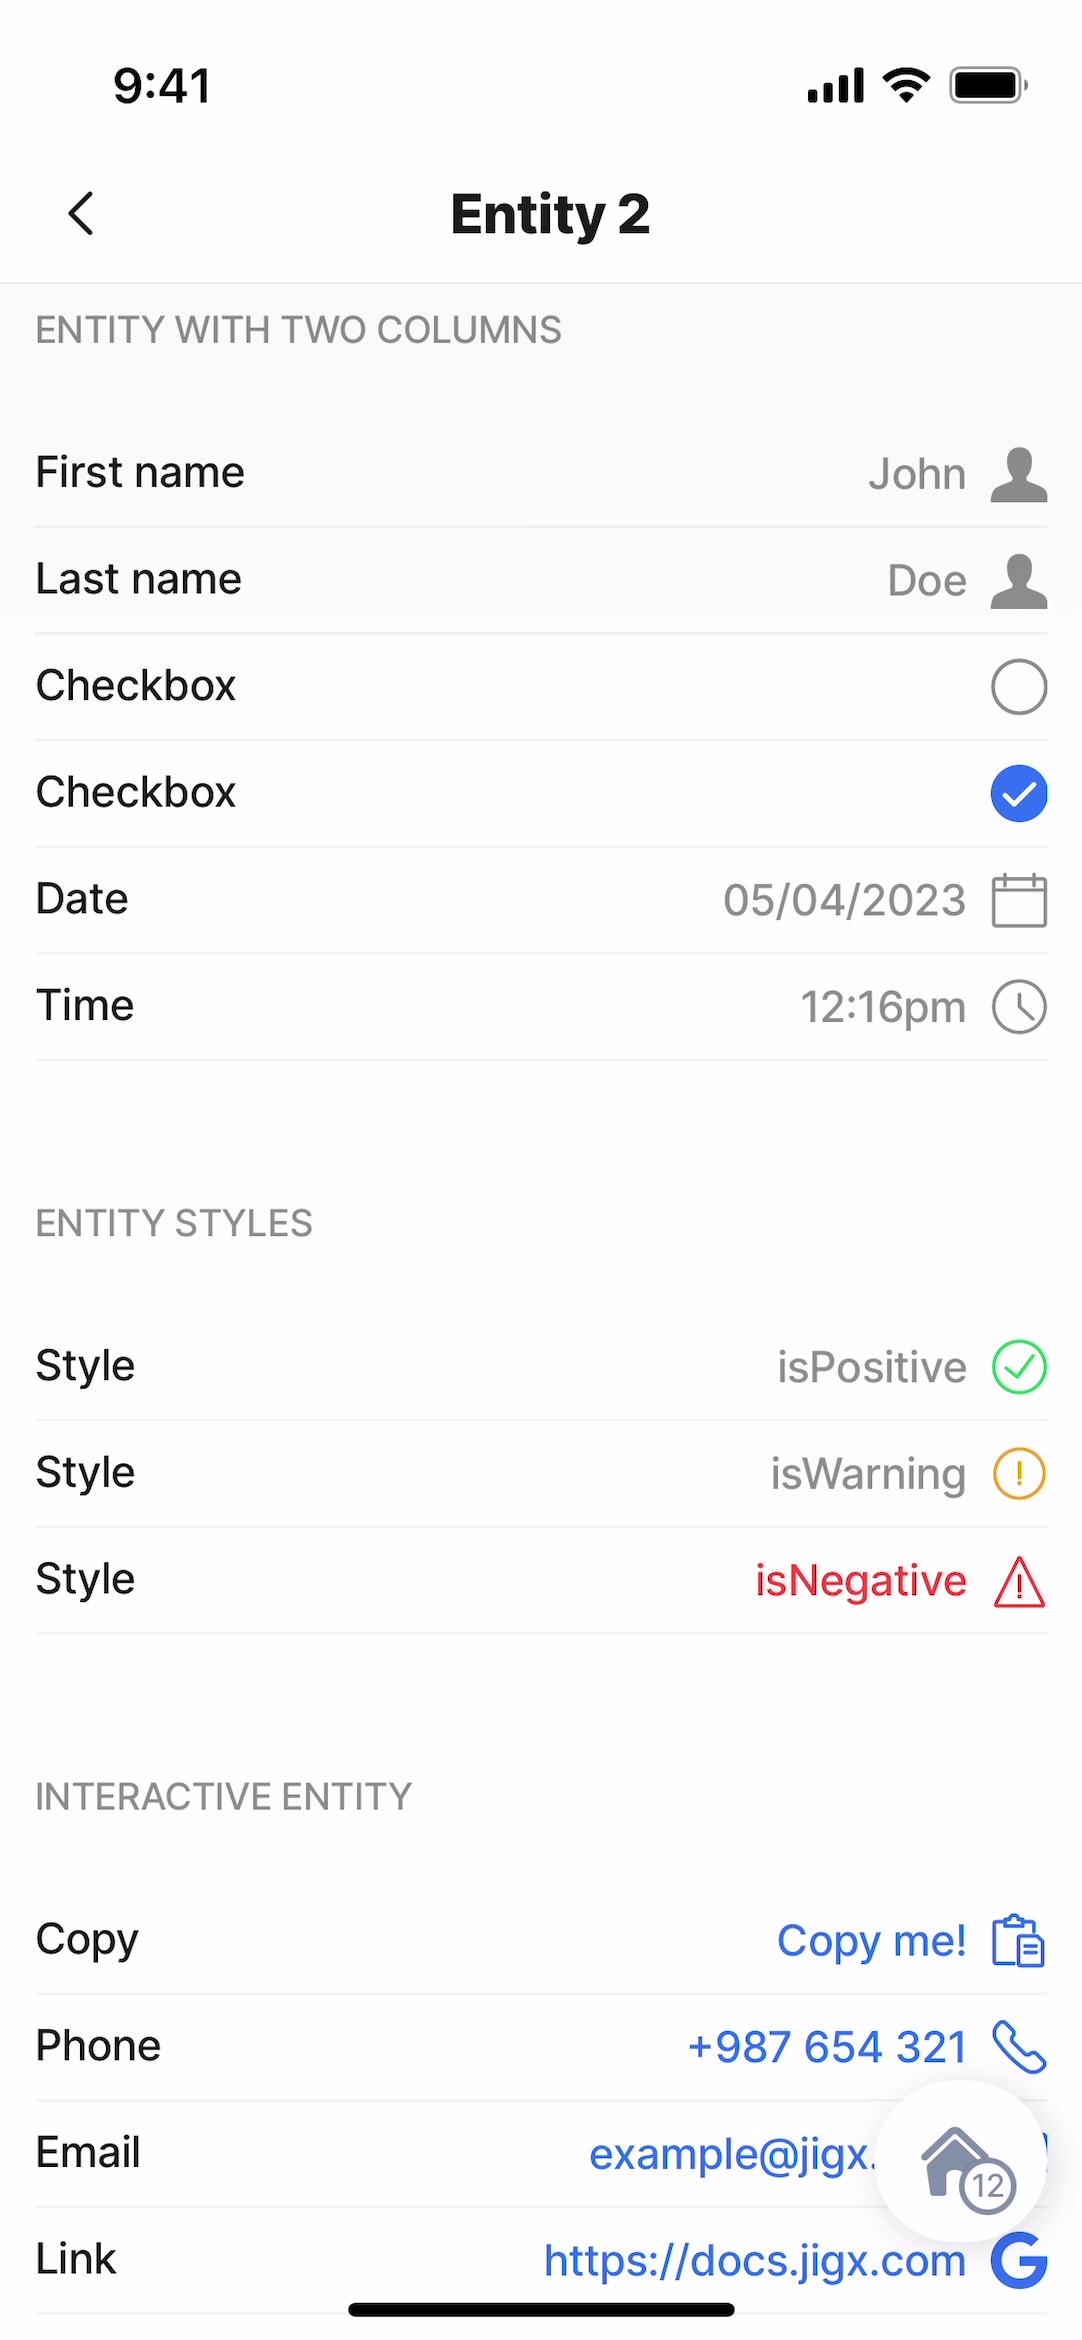 9:41
Entity 2
ENTITY WITH TWO COLUMNS
First name John
Last name Doe
Checkbox
Checkbox
Date 05/04/2023
Time 12:16pm
ENTITY STYLES
Style isPositive
Style isWarning
Style isNegative
INTERACTIVE ENTITY
Copy Copy me!
Phone +987 654 321
Email example@jigx.
12
Link https://docs.jigx.com G